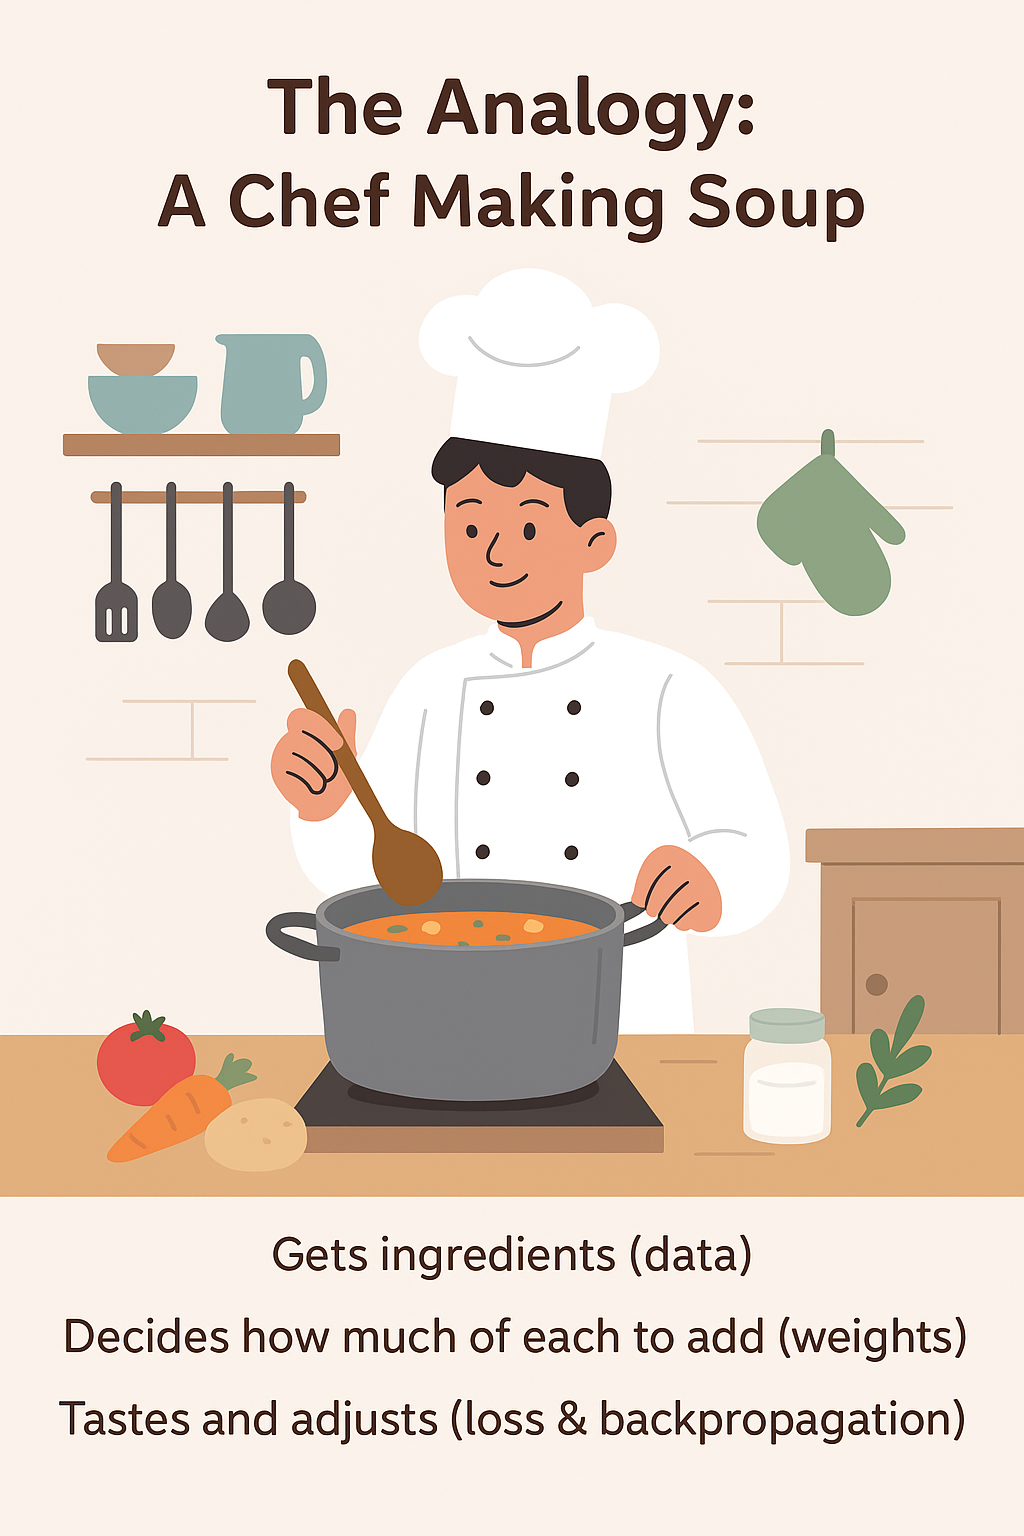 The Analogy:
A Chef Making Soup
Gets ingredients (data)
Decides how much of each to add (weights)
Tastes and adjusts (loss & backpropagation)